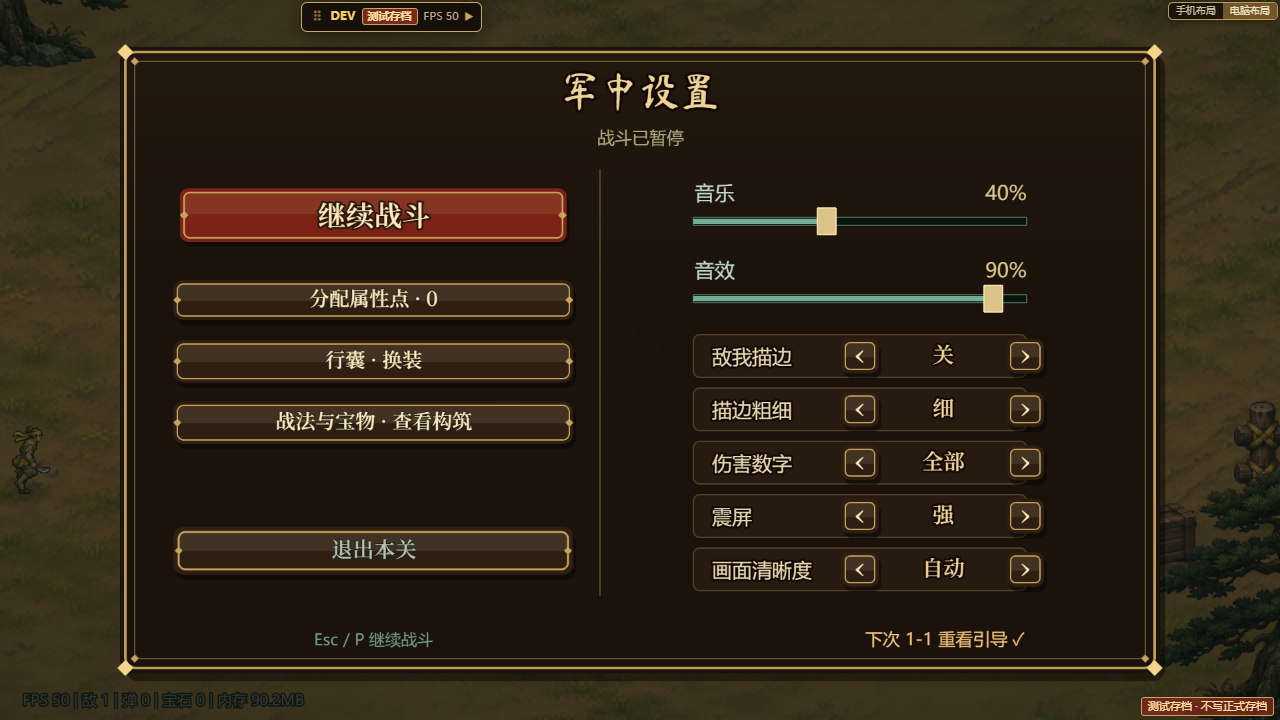 DEV 测试存档 FPS 50 ▶
手机布局 电脑布局
军中设置
战斗已暂停
继续战斗
分配属性点 · 0
行囊 · 换装
战法与宝物 · 查看构筑
退出本关
Esc / P 继续战斗
音乐 40%
音效 90%
敌我描边 < 关 >
描边粗细 < 细 >
伤害数字 < 全部 >
震屏 < 强 >
画面清晰度 < 自动 >
下次 1-1 重看引导 ✓
FPS 50 | 敌 1 | 弹 0 | 宝石 0 | 内存 90.2MB
测试存档 · 不写正式存档